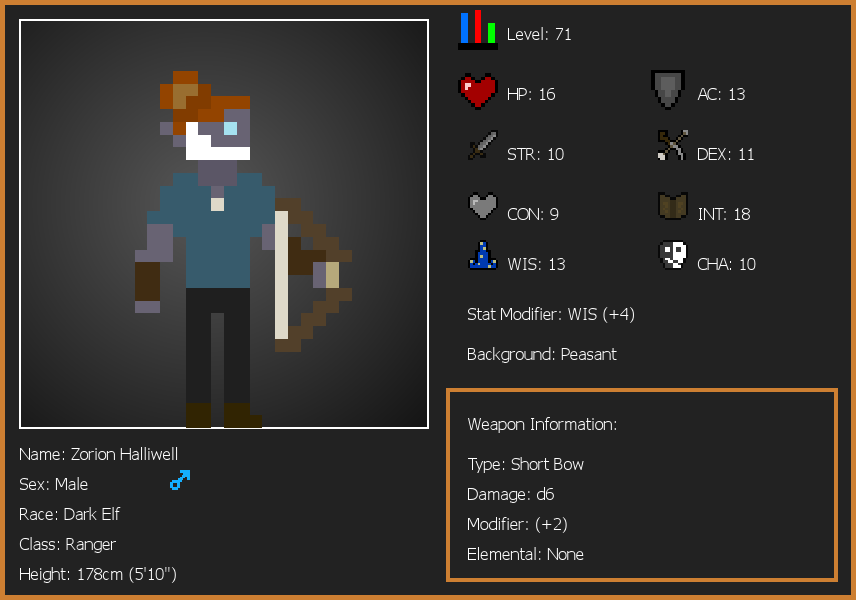 Level: 71
HP: 16
AC: 13
STR: 10
DEX: 11
CON: 9
INT: 18
WIS: 13
CHA: 10
Stat Modifier: WIS (+4)
Background: Peasant
Weapon Information:
Type: Short Bow
Damage: d6
Modifier: (+2)
Elemental: None
Name: Zorion Halliwell
Sex: Male
Race: Dark Elf
Class: Ranger
Height: 178cm (5'10")